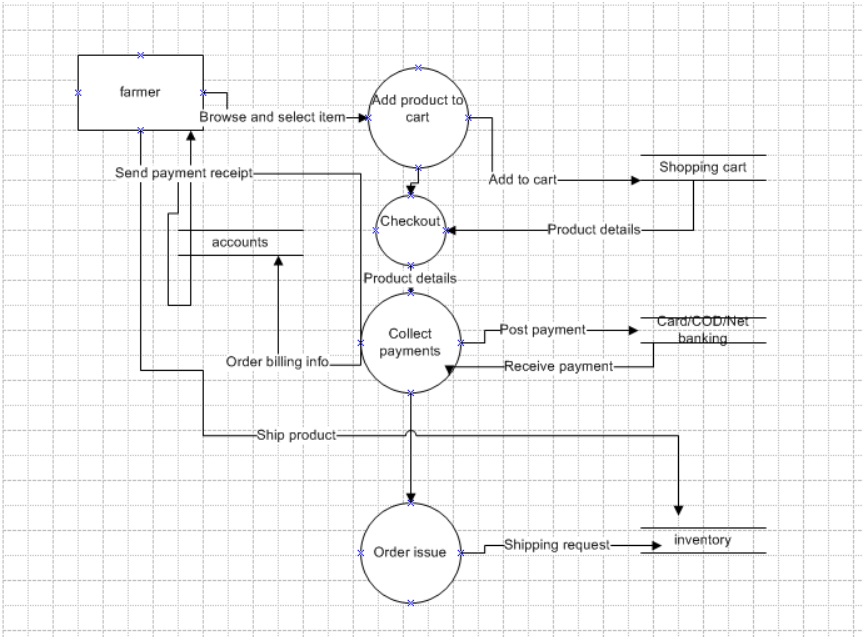 farmer
Add product to
cart
Browse and select item
Shopping cart
Send payment receipt
Add to cart
Checkout
Product details
accounts
Product details
Card/COD/Net
banking
Post payment
Collect
payments
Order billing info
Receive payment
Ship product
inventory
Shipping request
Order issue